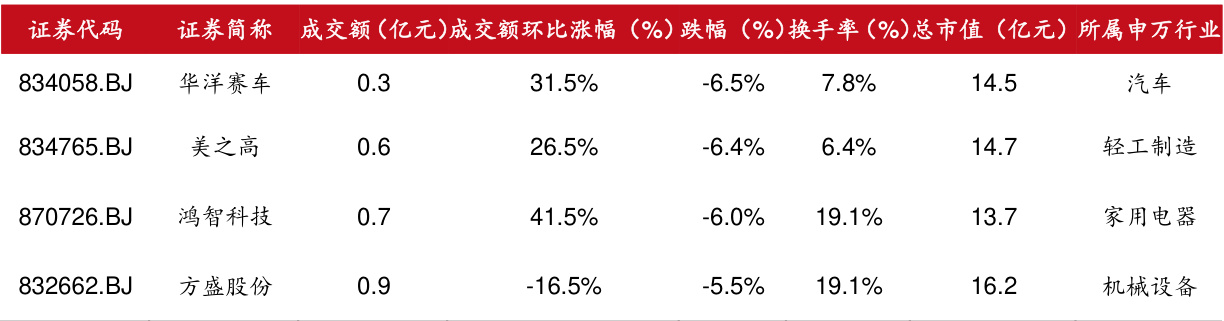 证券代码 证券简称 成交额(亿元) 成交额环比涨幅（%） 跌幅（%） 换手率(%) 总市值（亿元） 所属申万行业
834058.BJ 华洋赛车 0.3 31.5% -6.5% 7.8% 14.5 汽车
834765.BJ 美之高 0.6 26.5% -6.4% 6.4% 14.7 轻工制造
870726.BJ 鸿智科技 0.7 41.5% -6.0% 19.1% 13.7 家用电器
832662.BJ 方盛股份 0.9 -16.5% -5.5% 19.1% 16.2 机械设备